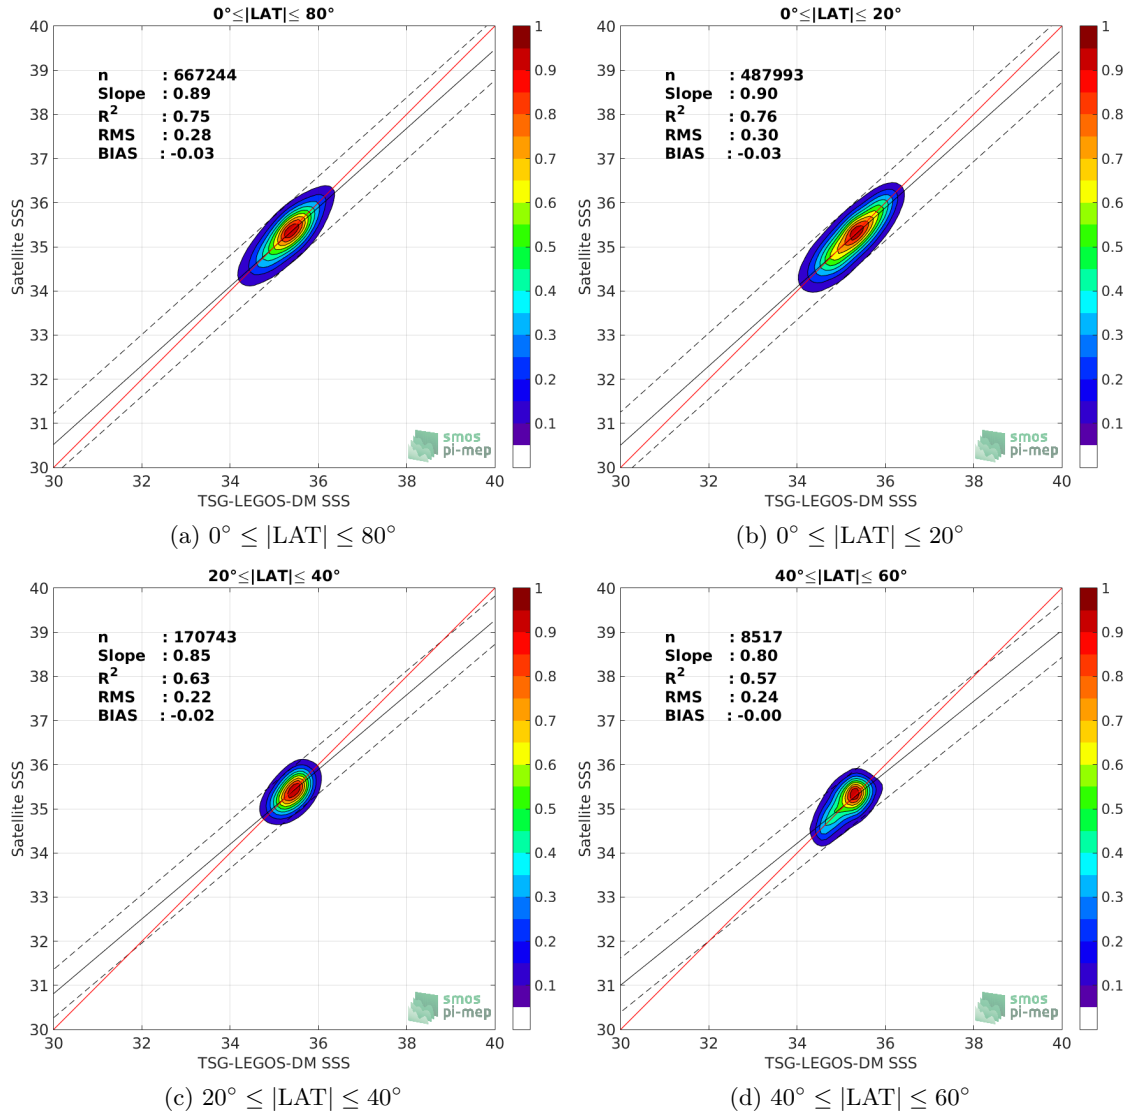 0°≤|LAT|≤ 80°
40
39
38
37
36
35
34
33
32
31
30
Satellite SSS
n : 667244
Slope : 0.89
R² : 0.75
RMS : 0.28
BIAS : -0.03
smos
pi-mep
30 32 34 36 38 40
TSG-LEGOS-DM SSS
1
0.9
0.8
0.7
0.6
0.5
0.4
0.3
0.2
0.1
(a) 0° ≤ |LAT| ≤ 80°
0°≤|LAT|≤ 20°
40
39
38
37
36
35
34
33
32
31
30
Satellite SSS
n : 487993
Slope : 0.90
R² : 0.76
RMS : 0.30
BIAS : -0.03
smos
pi-mep
30 32 34 36 38 40
TSG-LEGOS-DM SSS
1
0.9
0.8
0.7
0.6
0.5
0.4
0.3
0.2
0.1
(b) 0° ≤ |LAT| ≤ 20°
20°≤|LAT|≤ 40°
40
39
38
37
36
35
34
33
32
31
30
Satellite SSS
n : 170743
Slope : 0.85
R² : 0.63
RMS : 0.22
BIAS : -0.02
smos
pi-mep
30 32 34 36 38 40
TSG-LEGOS-DM SSS
1
0.9
0.8
0.7
0.6
0.5
0.4
0.3
0.2
0.1
(c) 20° ≤ |LAT| ≤ 40°
40°≤|LAT|≤ 60°
40
39
38
37
36
35
34
33
32
31
30
Satellite SSS
n : 8517
Slope : 0.80
R² : 0.57
RMS : 0.24
BIAS : -0.00
smos
pi-mep
30 32 34 36 38 40
TSG-LEGOS-DM SSS
1
0.9
0.8
0.7
0.6
0.5
0.4
0.3
0.2
0.1
(d) 40° ≤ |LAT| ≤ 60°